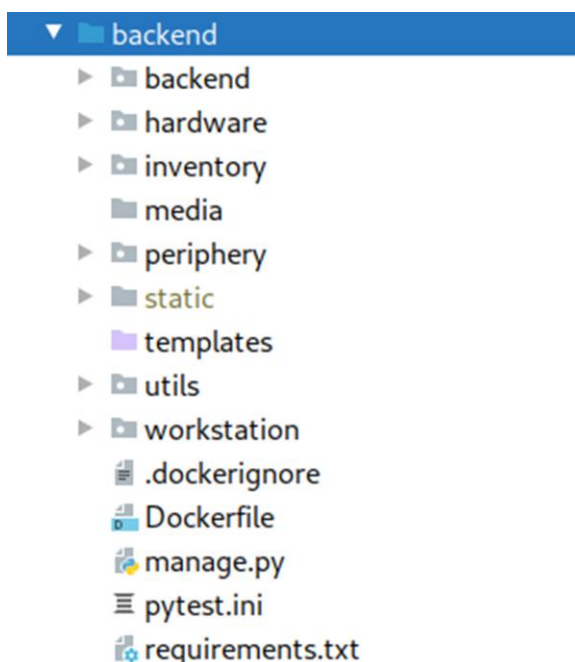 backend
backend
hardware
inventory
media
periphery
static
templates
utils
workstation
.dockerignore
Dockerfile
manage.py
pytest.ini
requirements.txt